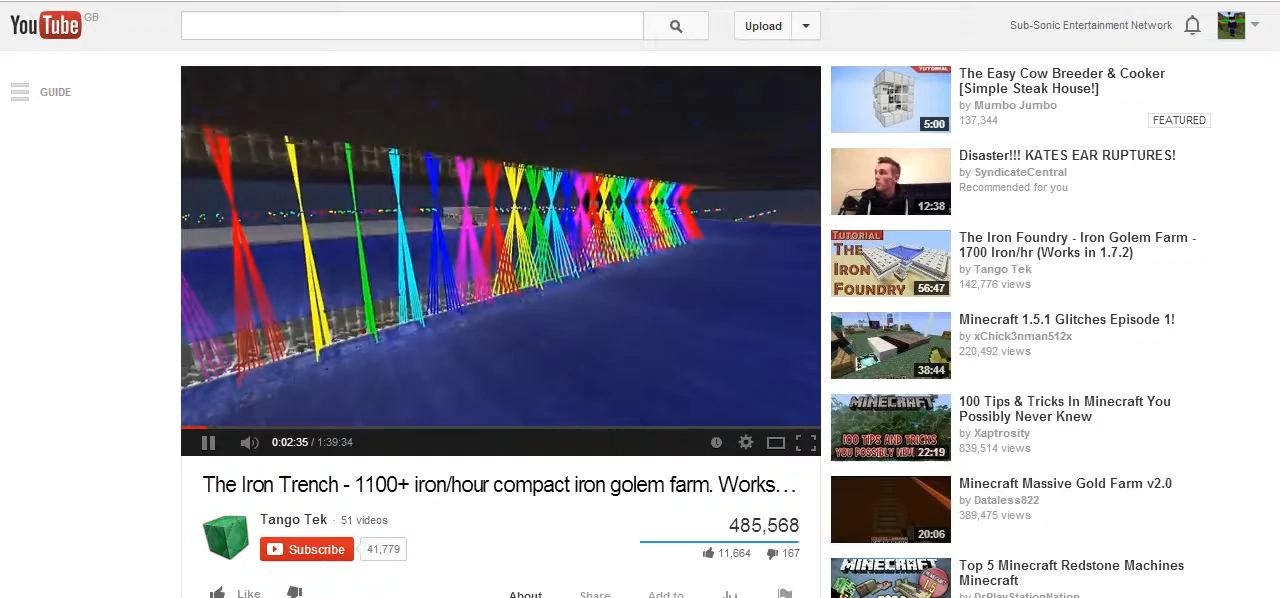 YouTube GB
Upload
Sub-Sonic Entertainment Network
GUIDE
0:02:35 / 1:39:34
The Iron Trench - 1100+ iron/hour compact iron golem farm. Works…
Tango Tek · 51 videos
Subscribe 41,779
485,568
11,664 167
Like
About Share Add to
TUTORIAL
5:00
The Easy Cow Breeder & Cooker
[Simple Steak House!]
by Mumbo Jumbo
137,344
FEATURED
12:38
Disaster!!! KATES EAR RUPTURES!
by SyndicateCentral
Recommended for you
TUTORIAL
THE
IRON
FOUNDRY
56:47
The Iron Foundry - Iron Golem Farm -
1700 Iron/hr (Works in 1.7.2)
by Tango Tek
142,776 views
38:44
Minecraft 1.5.1 Glitches Episode 1!
by xChick3nman512x
220,492 views
MINECRAFT
100 TIPS AND TRICKS
YOU POSSIBLY
22:19
100 Tips & Tricks In Minecraft You
Possibly Never Knew
by Xaptrosity
839,514 views
20:06
Minecraft Massive Gold Farm v2.0
by Dataless822
389,475 views
MINECRAFT
Top 5 Minecraft Redstone Machines
Minecraft
by DrPlayStationNation